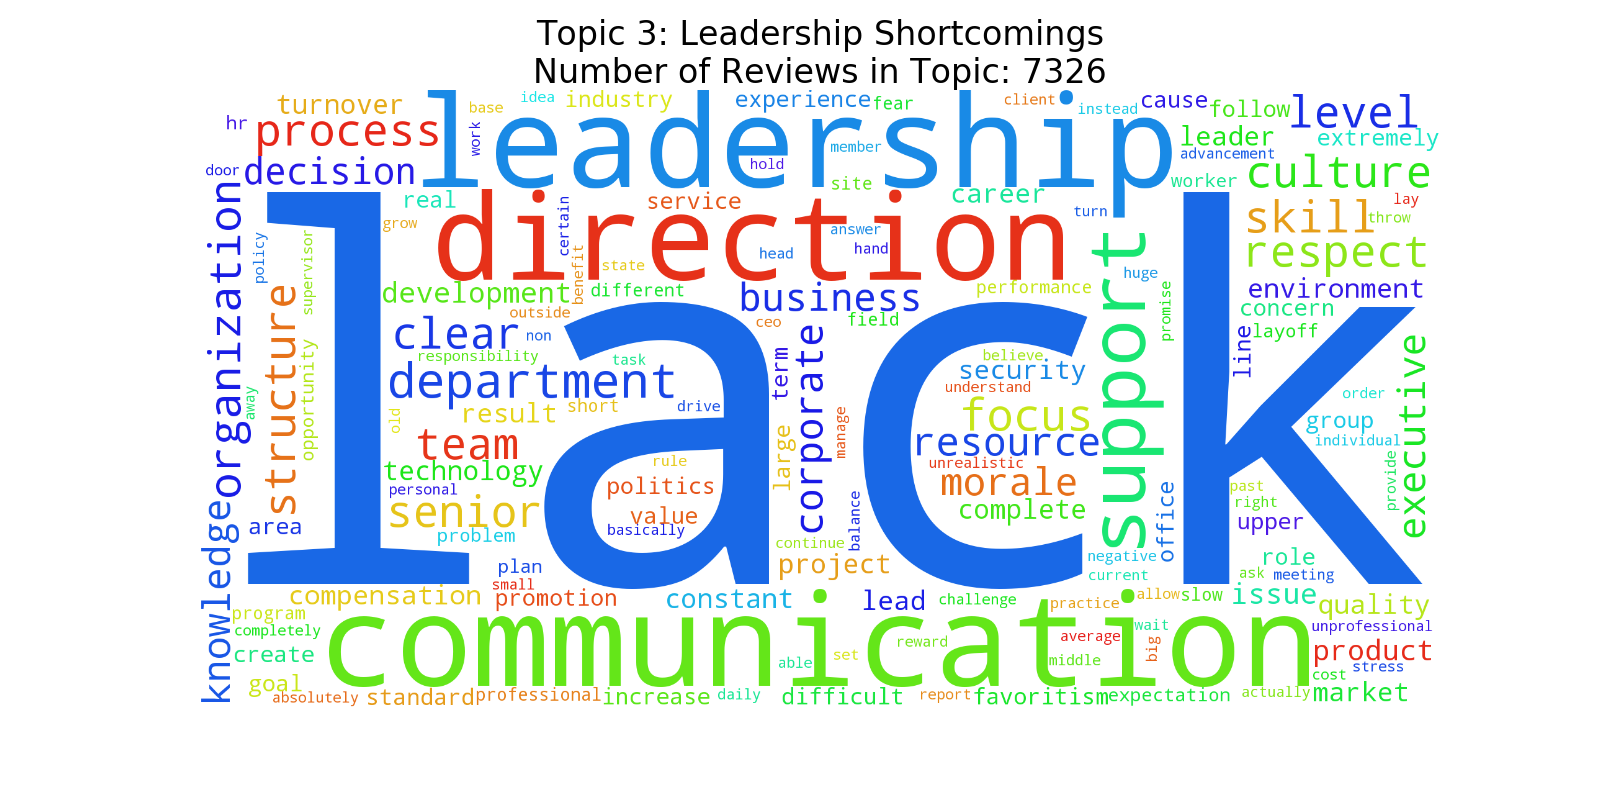 Topic 3: Leadership Shortcomings
Number of Reviews in Topic: 7326
turnover
base
idea
industry
experience
fear
client
instead
cause
follow
level
hr
process
work
leadership
member
hold
leader
extremely
advancement
door
decision
site
worker
culture
real
service
career
lay
grow
direction
certain
answer
hand
head
turn
skill
throw
respect
organization
policy
supervisor
state
benefit
development
different
outside
business
performance
huge
promise
environment
concern
layoff
structure
clear
non
ceo
field
support
line
responsibility
task
department
term
corporate
believe
security
understand
executive
opportunity
away
old
result
short
drive
lack
focus
order
group
individual
team
large
manage
resource
technology
rule
unrealistic
personal
politics
morale
provide
past
right
senior
value
basically
balance
complete
office
upper
area
problem
continue
knowledge
plan
project
negative
current
role
ask
meeting
small
compensation
promotion
constant
lead
challenge
practice
allow
slow
issue
quality
program
completely
communication
reward
average
wait
big
unprofessional
create
able
set
middle
product
stress
cost
goal
absolutely
standard
professional
increase
daily
difficult
report
favoritism
expectation
actually
market